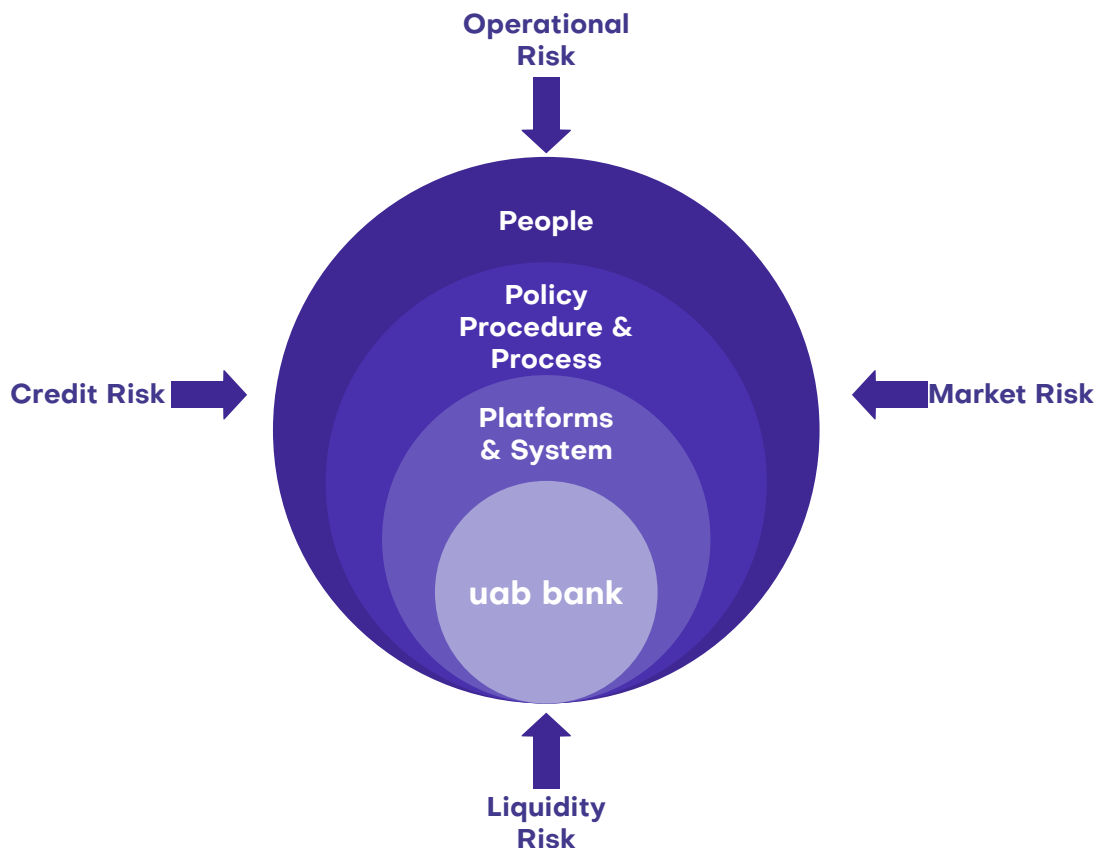 Operational
Risk
People
Policy
Procedure &
Process
Credit Risk
Market Risk
Platforms
& System
uab bank
Liquidity
Risk